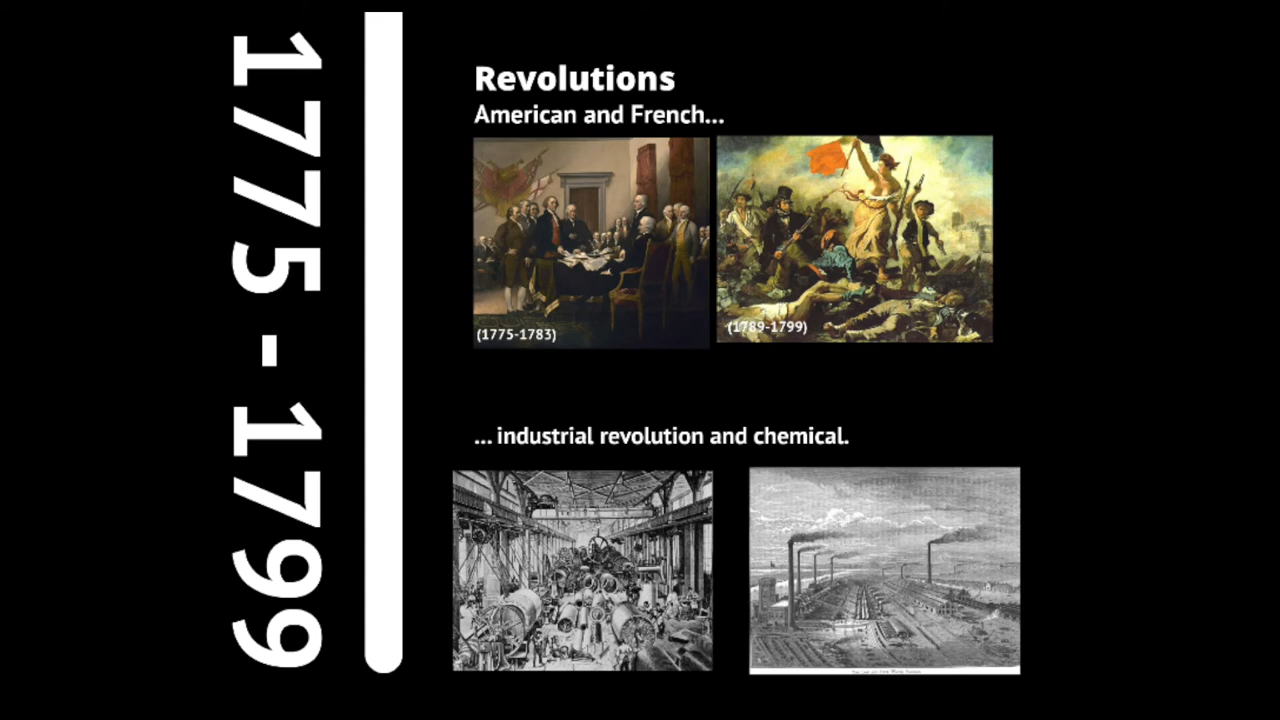 1775 - 1799
Revolutions
American and French...
(1775-1783)
(1789-1799)
... industrial revolution and chemical.